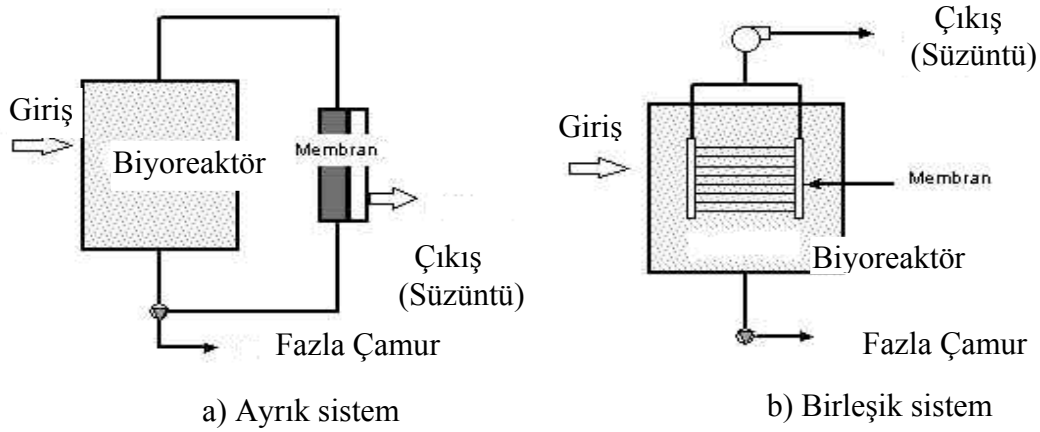 Giriş
Biyoreaktör
Membran
Çıkış
(Süzüntü)
Fazla Çamur
a) Ayrık sistem
Çıkış
(Süzüntü)
Giriş
Membran
Biyoreaktör
Fazla Çamur
b) Birleşik sistem